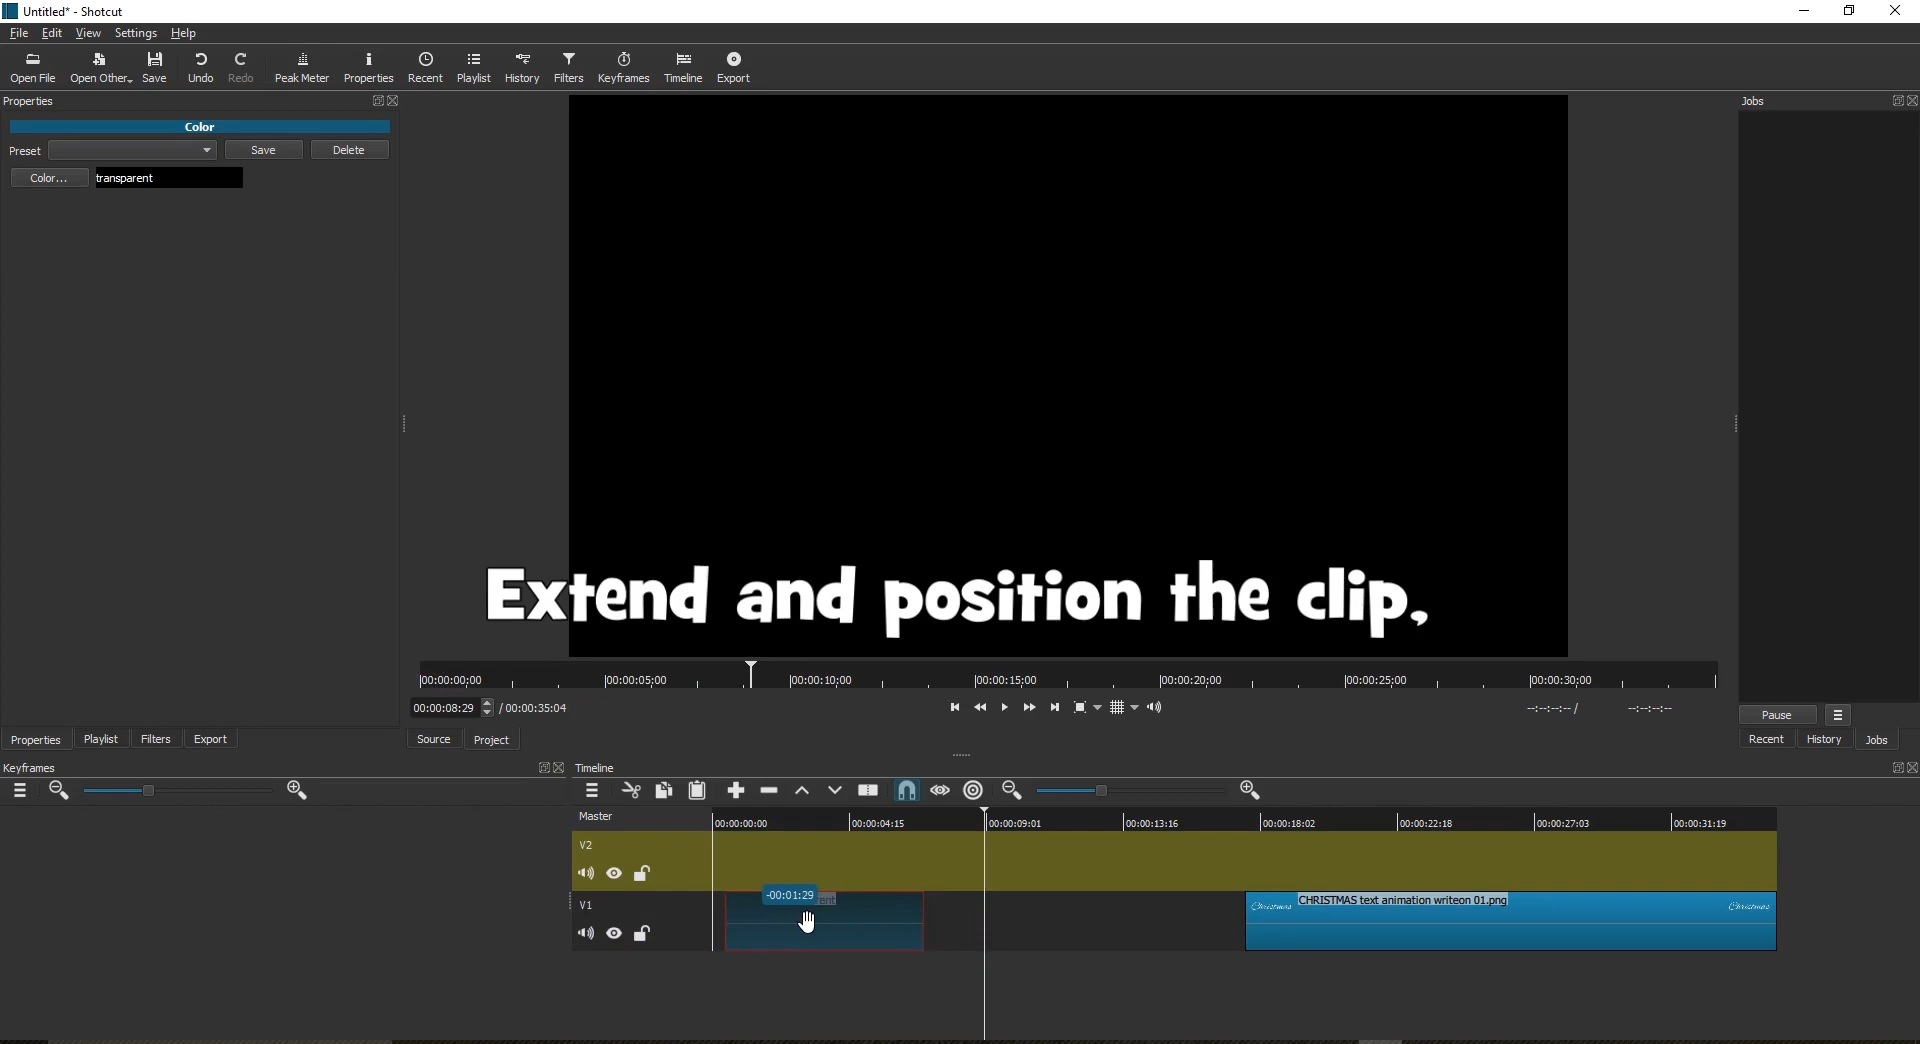 Untitled* - Shotcut
File Edit View Settings Help
Open File Open Other... Save Undo Redo Peak Meter Properties Recent Playlist History Filters Keyframes Timeline Export
Properties
Jobs
Color
Preset Save Delete
Color... transparent
Extend and position the clip,
00:00:00;00 00:00:05;00 00:00:10;00 00:00:15;00 00:00:20;00 00:00:25;00 00:00:30;00
00:00:08:29 / 00:00:35:04 --:--:--:-- / --:--:--:--
Pause
Properties Playlist Filters Export
Source Project
Recent History Jobs
Keyframes
Timeline
Master
00:00:00:00 00:00:04:15 00:00:09:01 00:00:13:16 00:00:18:02 00:00:22:18 00:00:27:03 00:00:31:19
V2
V1
-00:01:29
Christmas CHRISTMAS text animation writeon 01.png Christmas